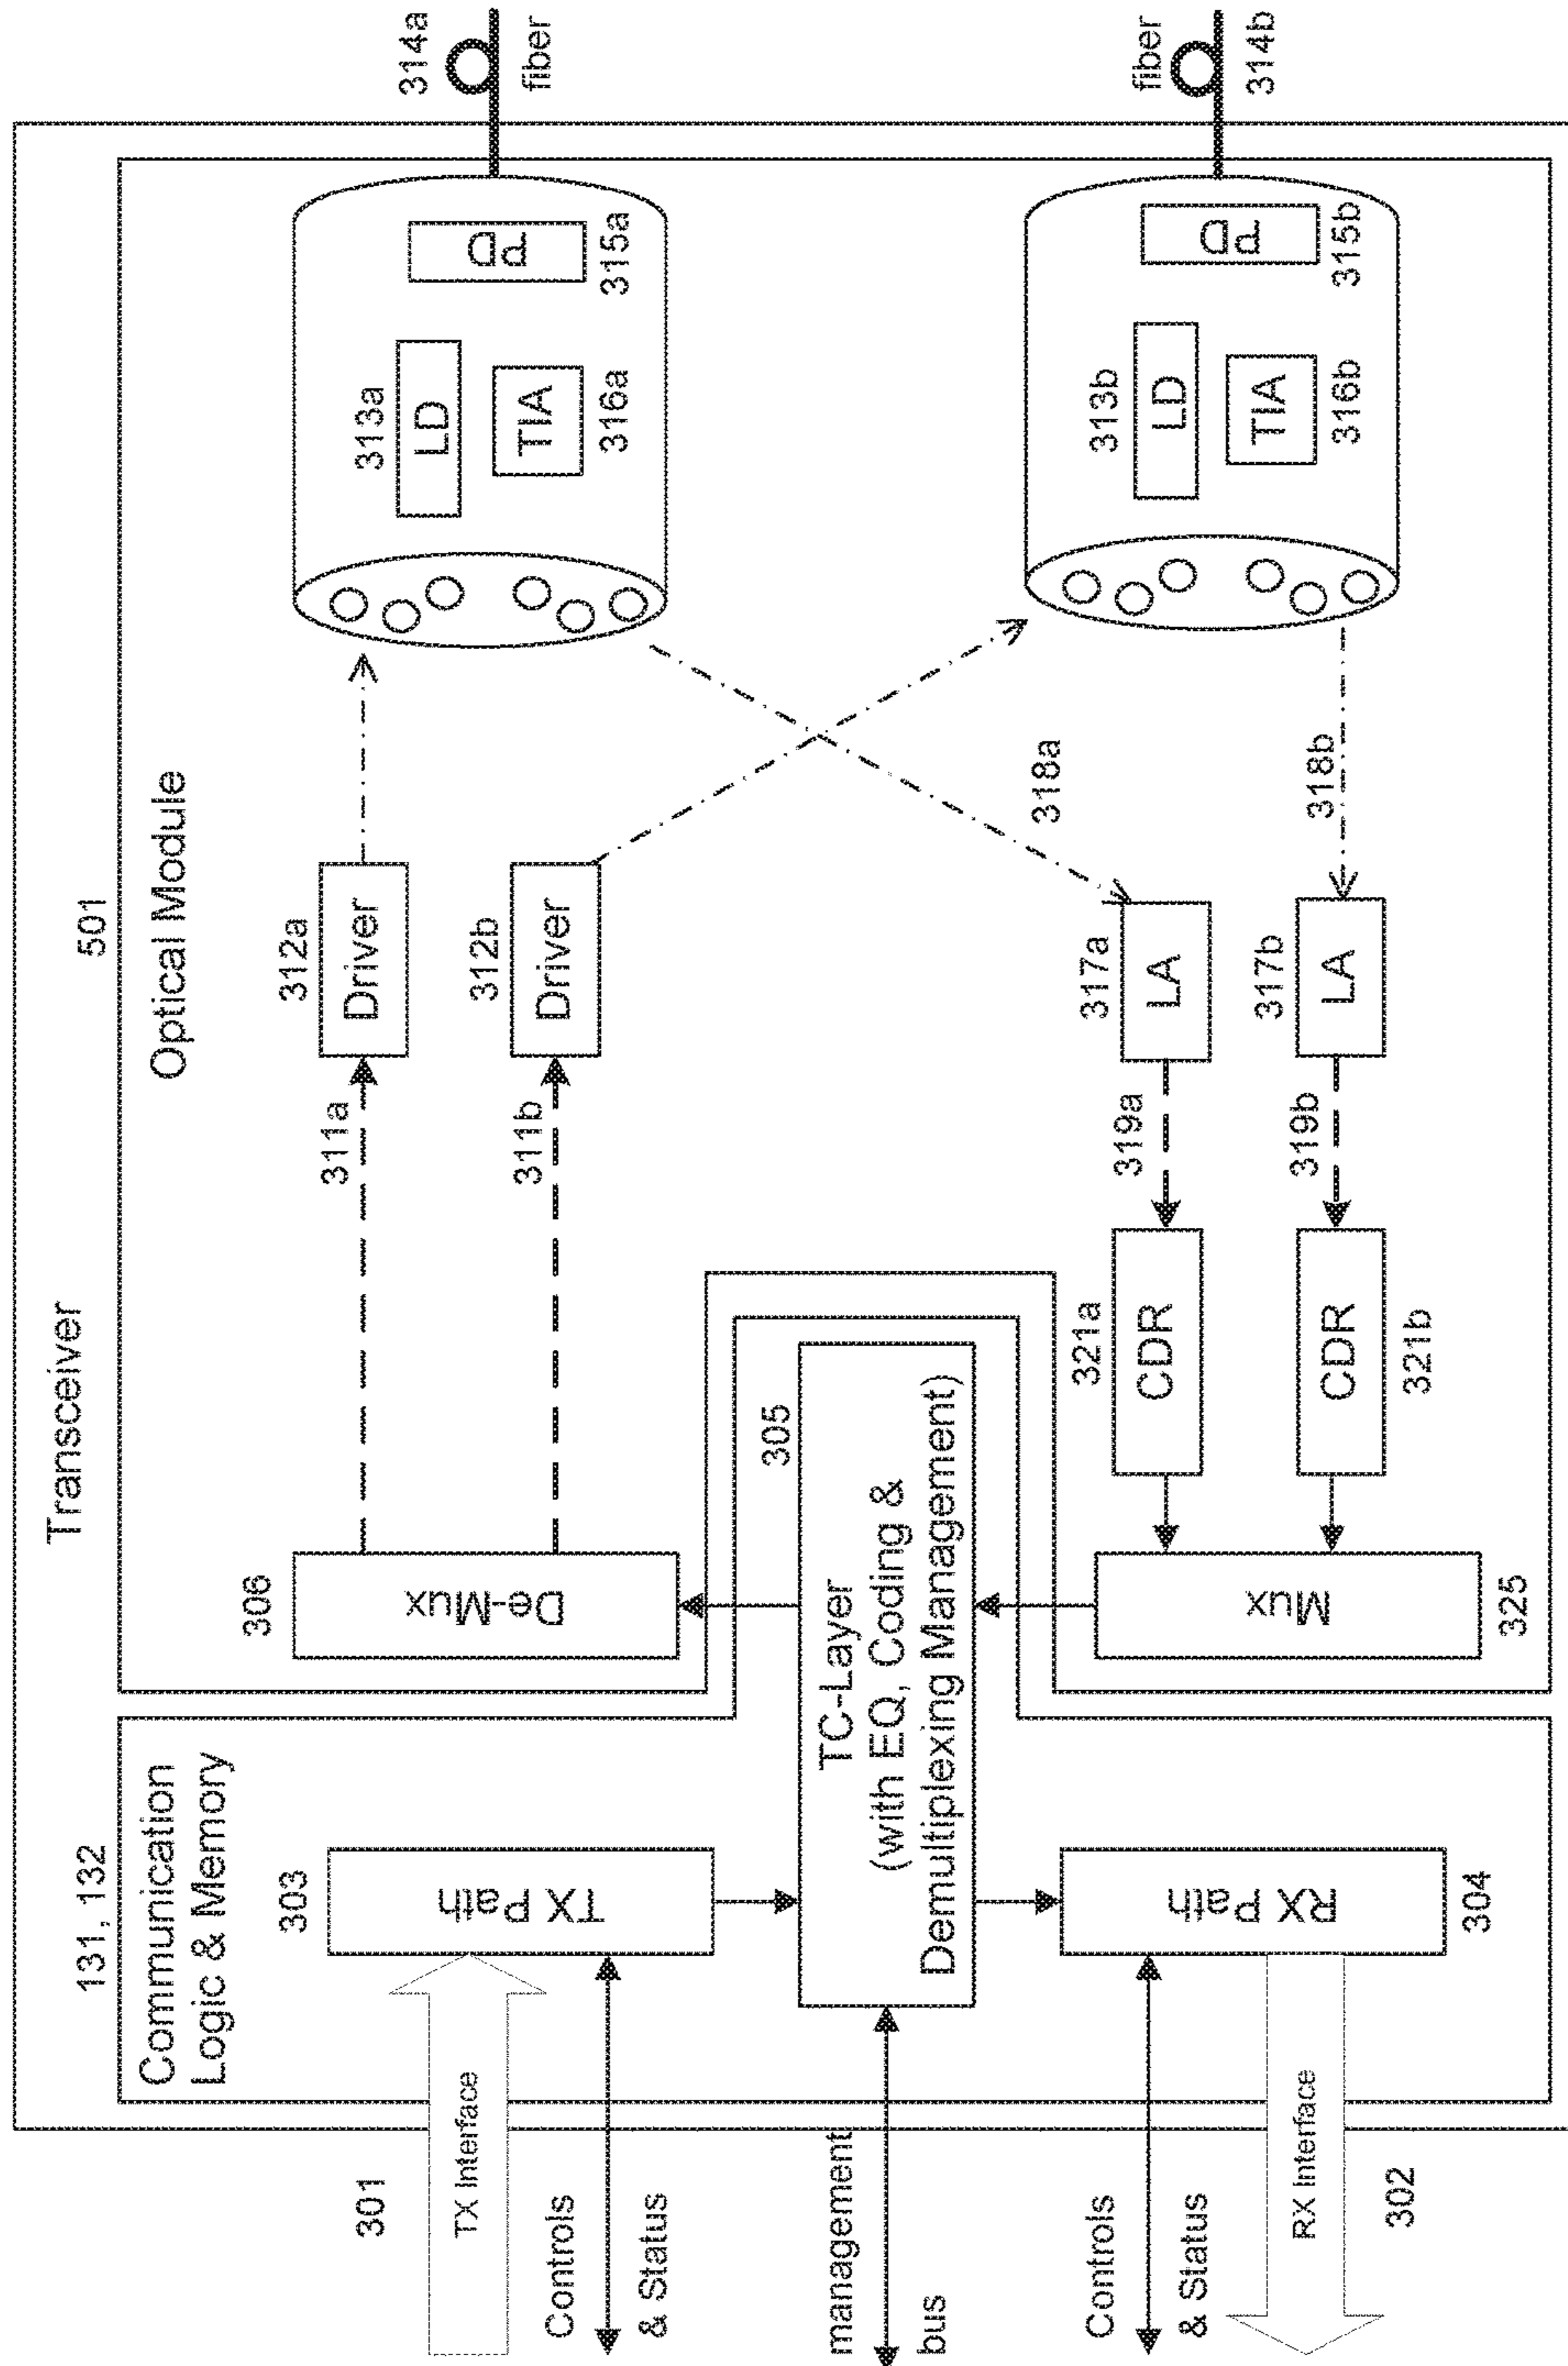 Transceiver
131, 132
Communication
Logic & Memory
501
Optical Module
301
TX Interface
Controls
& Status
303
TX Path
306
De-Mux
311a
312a
Driver
311b
312b
Driver
313a
LD
TIA
316a
PD
315a
314a
fiber
management
bus
305
TC-Layer
(with EQ, Coding &
Demultiplexing Management)
318a
318b
Controls
& Status
RX Interface
302
RX Path
304
Mux
325
321a
CDR
CDR
321b
319a
319b
317a
LA
317b
LA
313b
LD
TIA
316b
PD
315b
fiber
314b